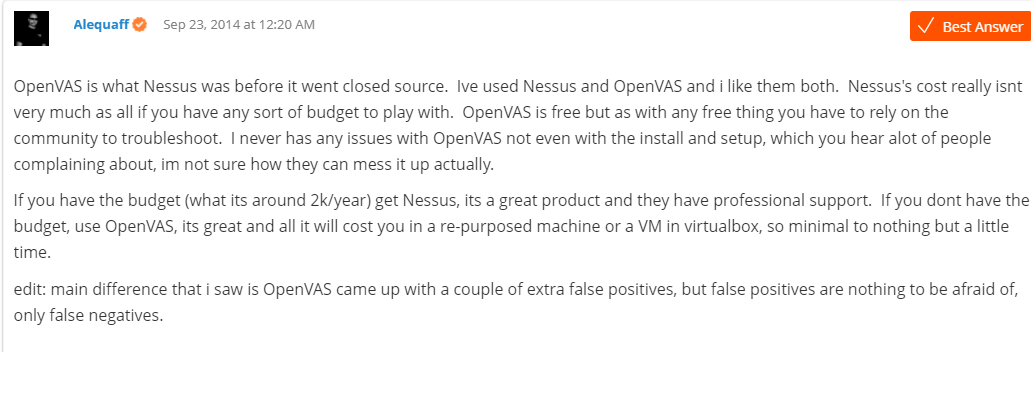 Alequaff Sep 23, 2014 at 12:20 AM
Best Answer
OpenVAS is what Nessus was before it went closed source.  Ive used Nessus and OpenVAS and i like them both.  Nessus's cost really isnt
very much as all if you have any sort of budget to play with.  OpenVAS is free but as with any free thing you have to rely on the
community to troubleshoot.  I never has any issues with OpenVAS not even with the install and setup, which you hear alot of people
complaining about, im not sure how they can mess it up actually.
If you have the budget (what its around 2k/year) get Nessus, its a great product and they have professional support.  If you dont have the
budget, use OpenVAS, its great and all it will cost you in a re-purposed machine or a VM in virtualbox, so minimal to nothing but a little
time.
edit: main difference that i saw is OpenVAS came up with a couple of extra false positives, but false positives are nothing to be afraid of,
only false negatives.